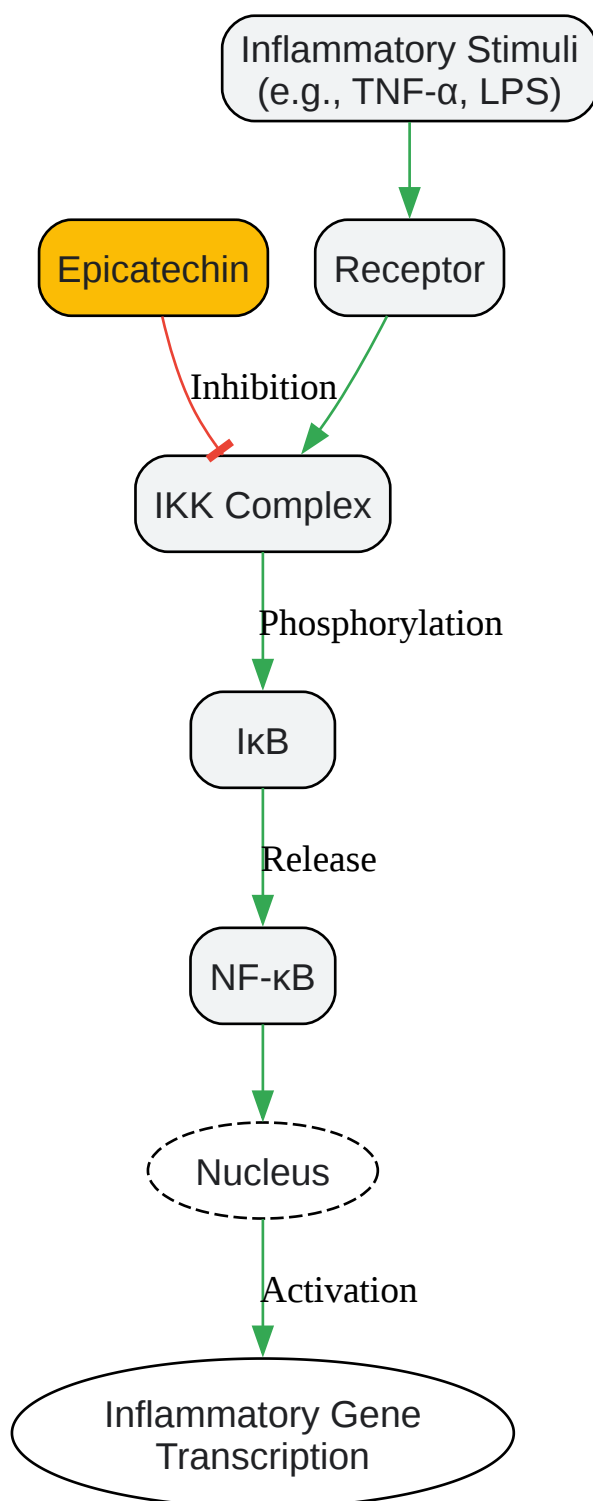 Inflammatory Stimuli
(e.g., TNF-α, LPS)
Epicatechin
Receptor
Inhibition
IKK Complex
Phosphorylation
IκB
Release
NF-κB
Nucleus
Activation
Inflammatory Gene
Transcription